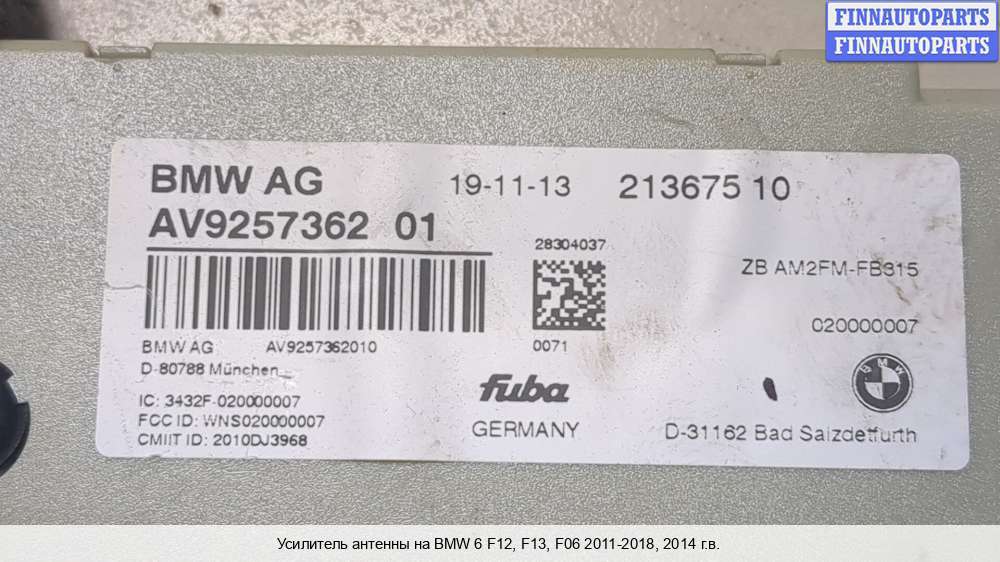 FINNAUTOPARTS
FINNAUTOPARTS
BMW AG 19-11-13 213675 10
AV9257362 01
28304037
ZB AM2FM-FB315
020000007
0071
BMW AG AV9257362010
D-80788 München
BMW
IC: 3432F-020000007
FCC ID: WNS020000007
CMIIT ID: 2010DJ3968
fuba
GERMANY
D-31162 Bad Salzdetfurth
Усилитель антенны на BMW 6 F12, F13, F06 2011-2018, 2014 г.в.